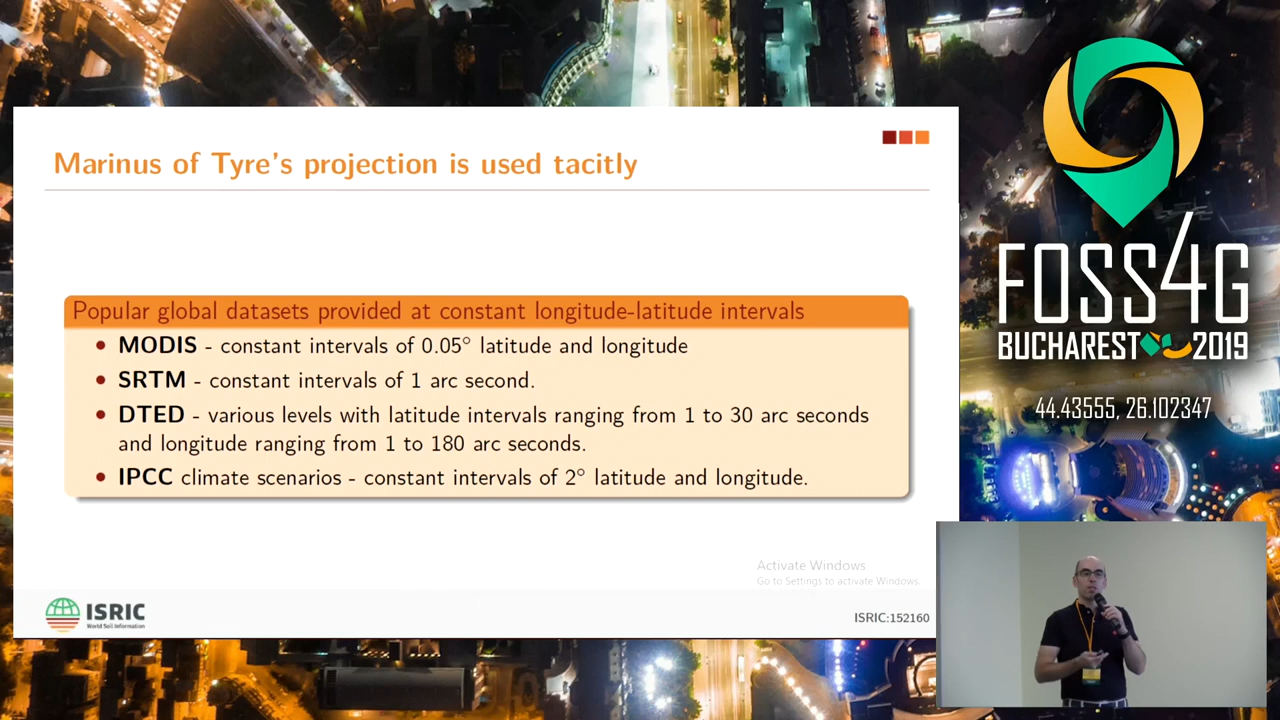 Marinus of Tyre's projection is used tacitly
Popular global datasets provided at constant longitude-latitude intervals
• MODIS - constant intervals of 0.05° latitude and longitude
• SRTM - constant intervals of 1 arc second.
• DTED - various levels with latitude intervals ranging from 1 to 30 arc seconds
and longitude ranging from 1 to 180 arc seconds.
• IPCC climate scenarios - constant intervals of 2° latitude and longitude.
Activate Windows
Go to Settings to activate Windows.
ISRIC
World Soil Information
ISRIC:152160
FOSS4G
BUCHAREST 2019
44.43555, 26.102347